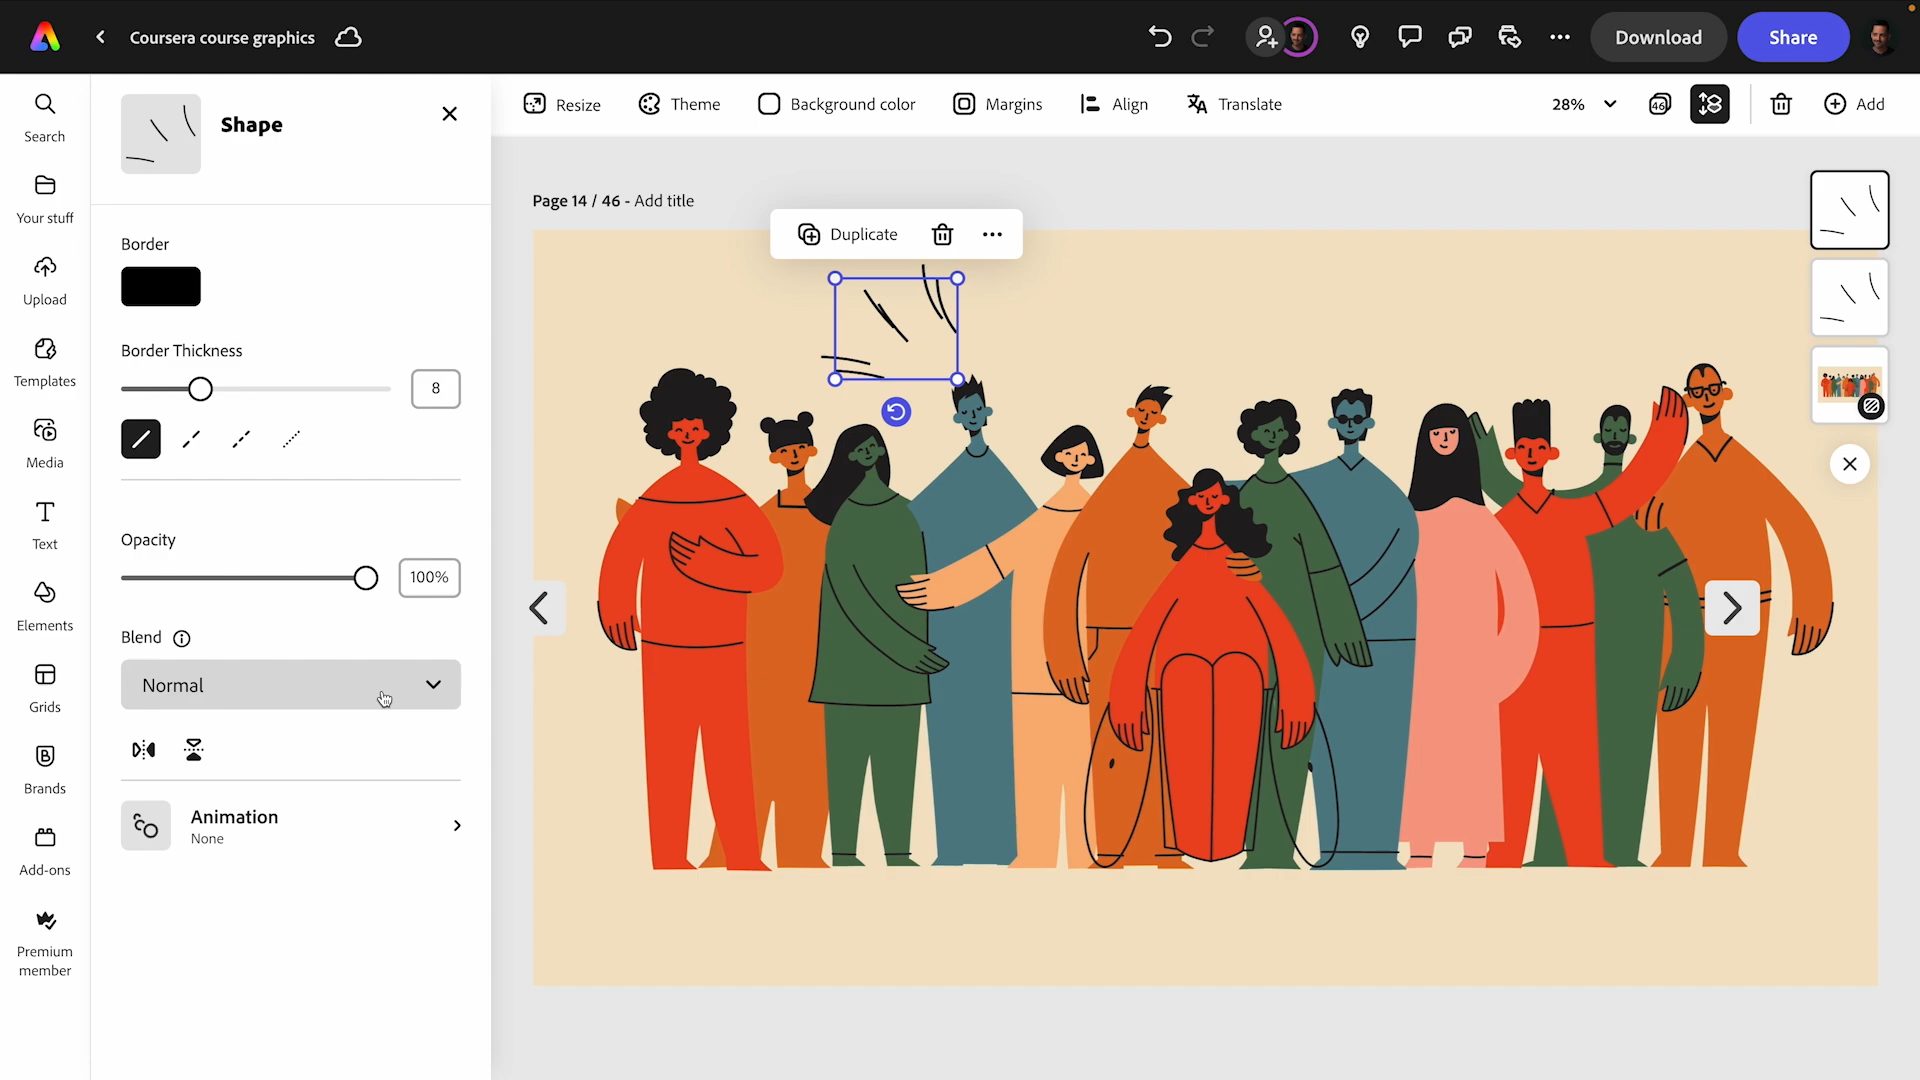 Coursera course graphics
Download
Share
Search
Your stuff
Upload
Templates
Media
Text
Elements
Grids
Brands
Add-ons
Premium
member
Shape
Border
Border Thickness
8
Opacity
100%
Blend
Normal
Animation
None
Resize
Theme
Background color
Margins
Align
Translate
28%
46
Add
Page 14 / 46 - Add title
Duplicate